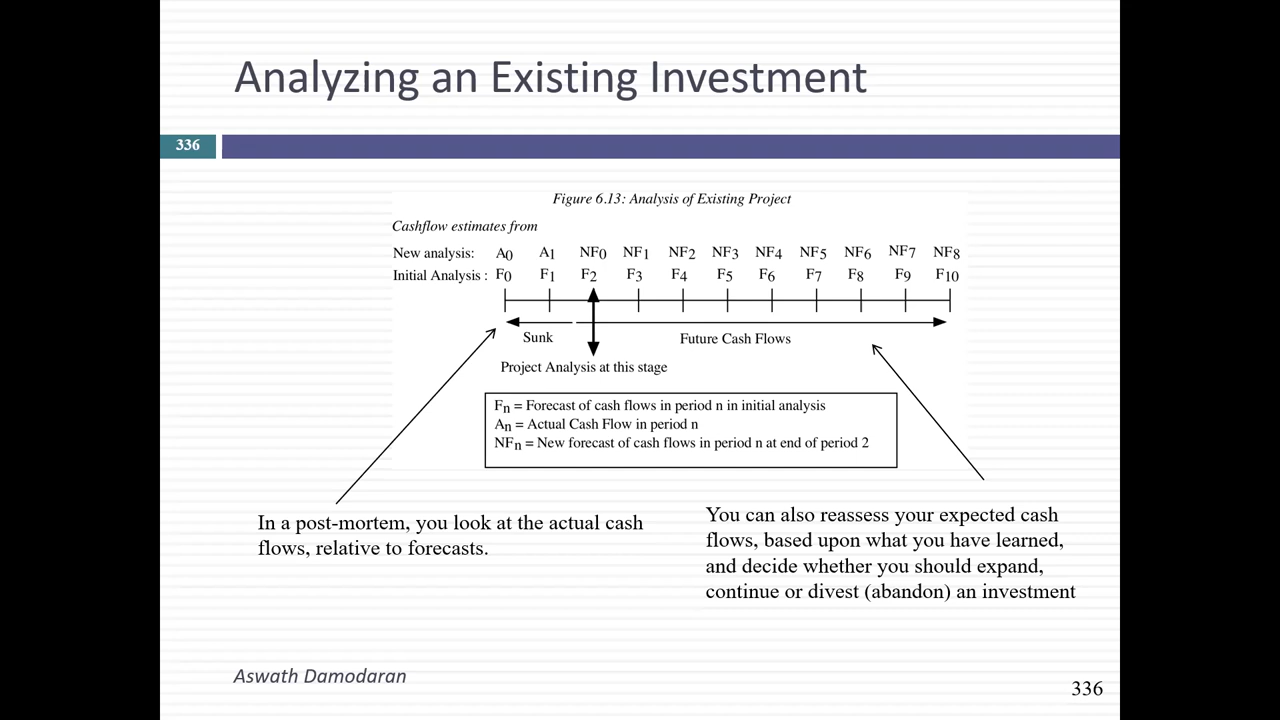 Analyzing an Existing Investment
336
Figure 6.13: Analysis of Existing Project
Cashflow estimates from
New analysis: A0 A1 NF0 NF1 NF2 NF3 NF4 NF5 NF6 NF7 NF8
Initial Analysis : F0 F1 F2 F3 F4 F5 F6 F7 F8 F9 F10
Sunk Future Cash Flows
Project Analysis at this stage
Fn = Forecast of cash flows in period n in initial analysis
An = Actual Cash Flow in period n
NFn = New forecast of cash flows in period n at end of period 2
In a post-mortem, you look at the actual cash
flows, relative to forecasts.
You can also reassess your expected cash
flows, based upon what you have learned,
and decide whether you should expand,
continue or divest (abandon) an investment
Aswath Damodaran
336